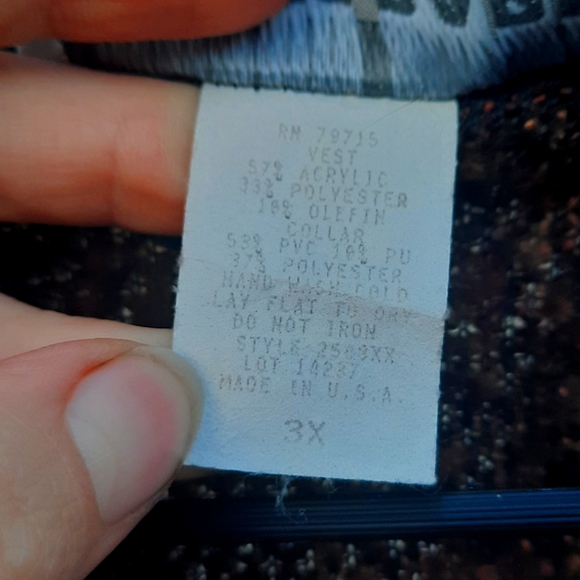 RN 79715
VEST
57% ACRYLIC
33% POLYESTER
10% OLEFIN
COLLAR
53% PVC 10% PU
37% POLYESTER
HAND WASH COLD
LAY FLAT TO DRY
DO NOT IRON
STYLE
LOT 14237
MADE IN U.S.A.
3X